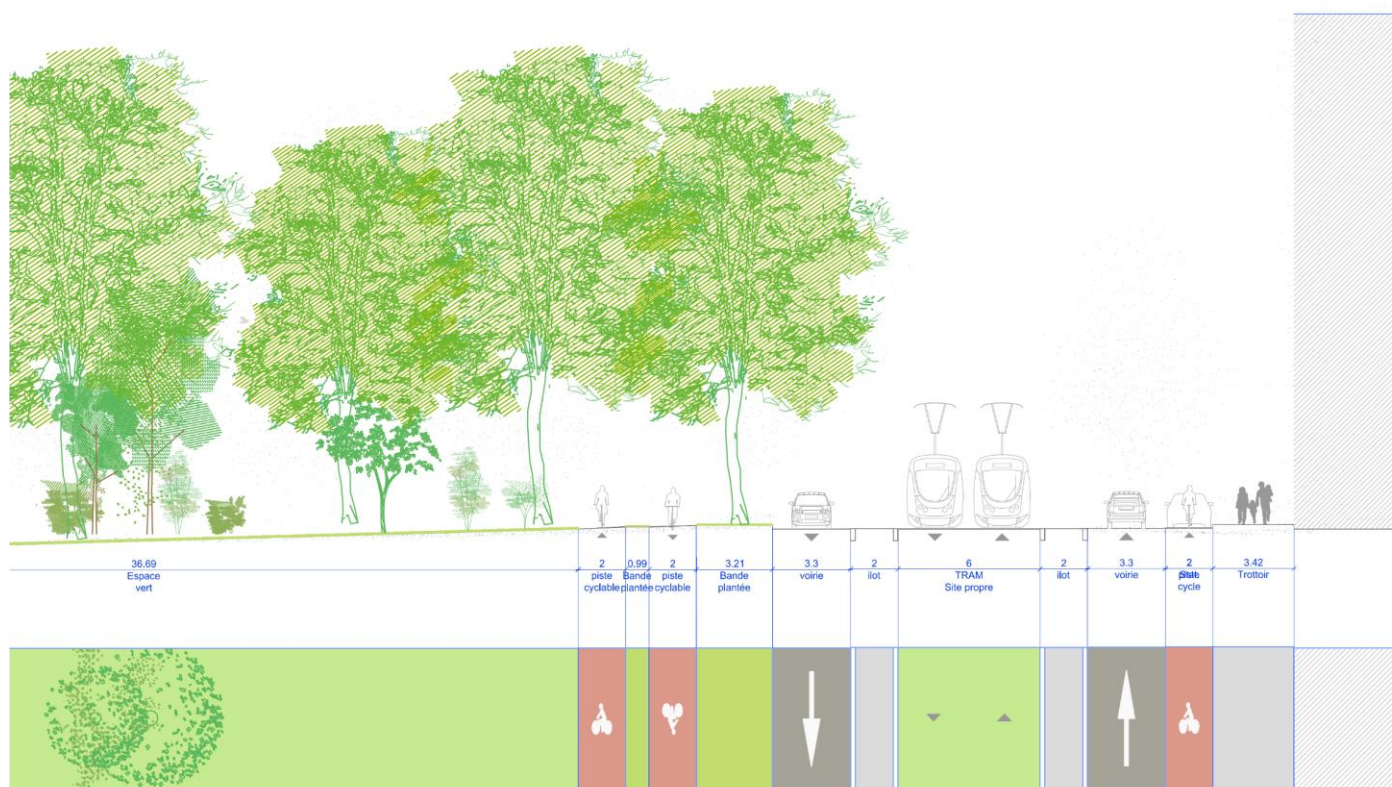 36.69
Espace
vert
2
piste
cyclable
0.99
Bande
plantée
2
piste
cyclable
3.21
Bande
plantée
3.3
voirie
2
ilot
6
TRAM
Site propre
2
ilot
3.3
voirie
2
cycle
3.42
Trottoir